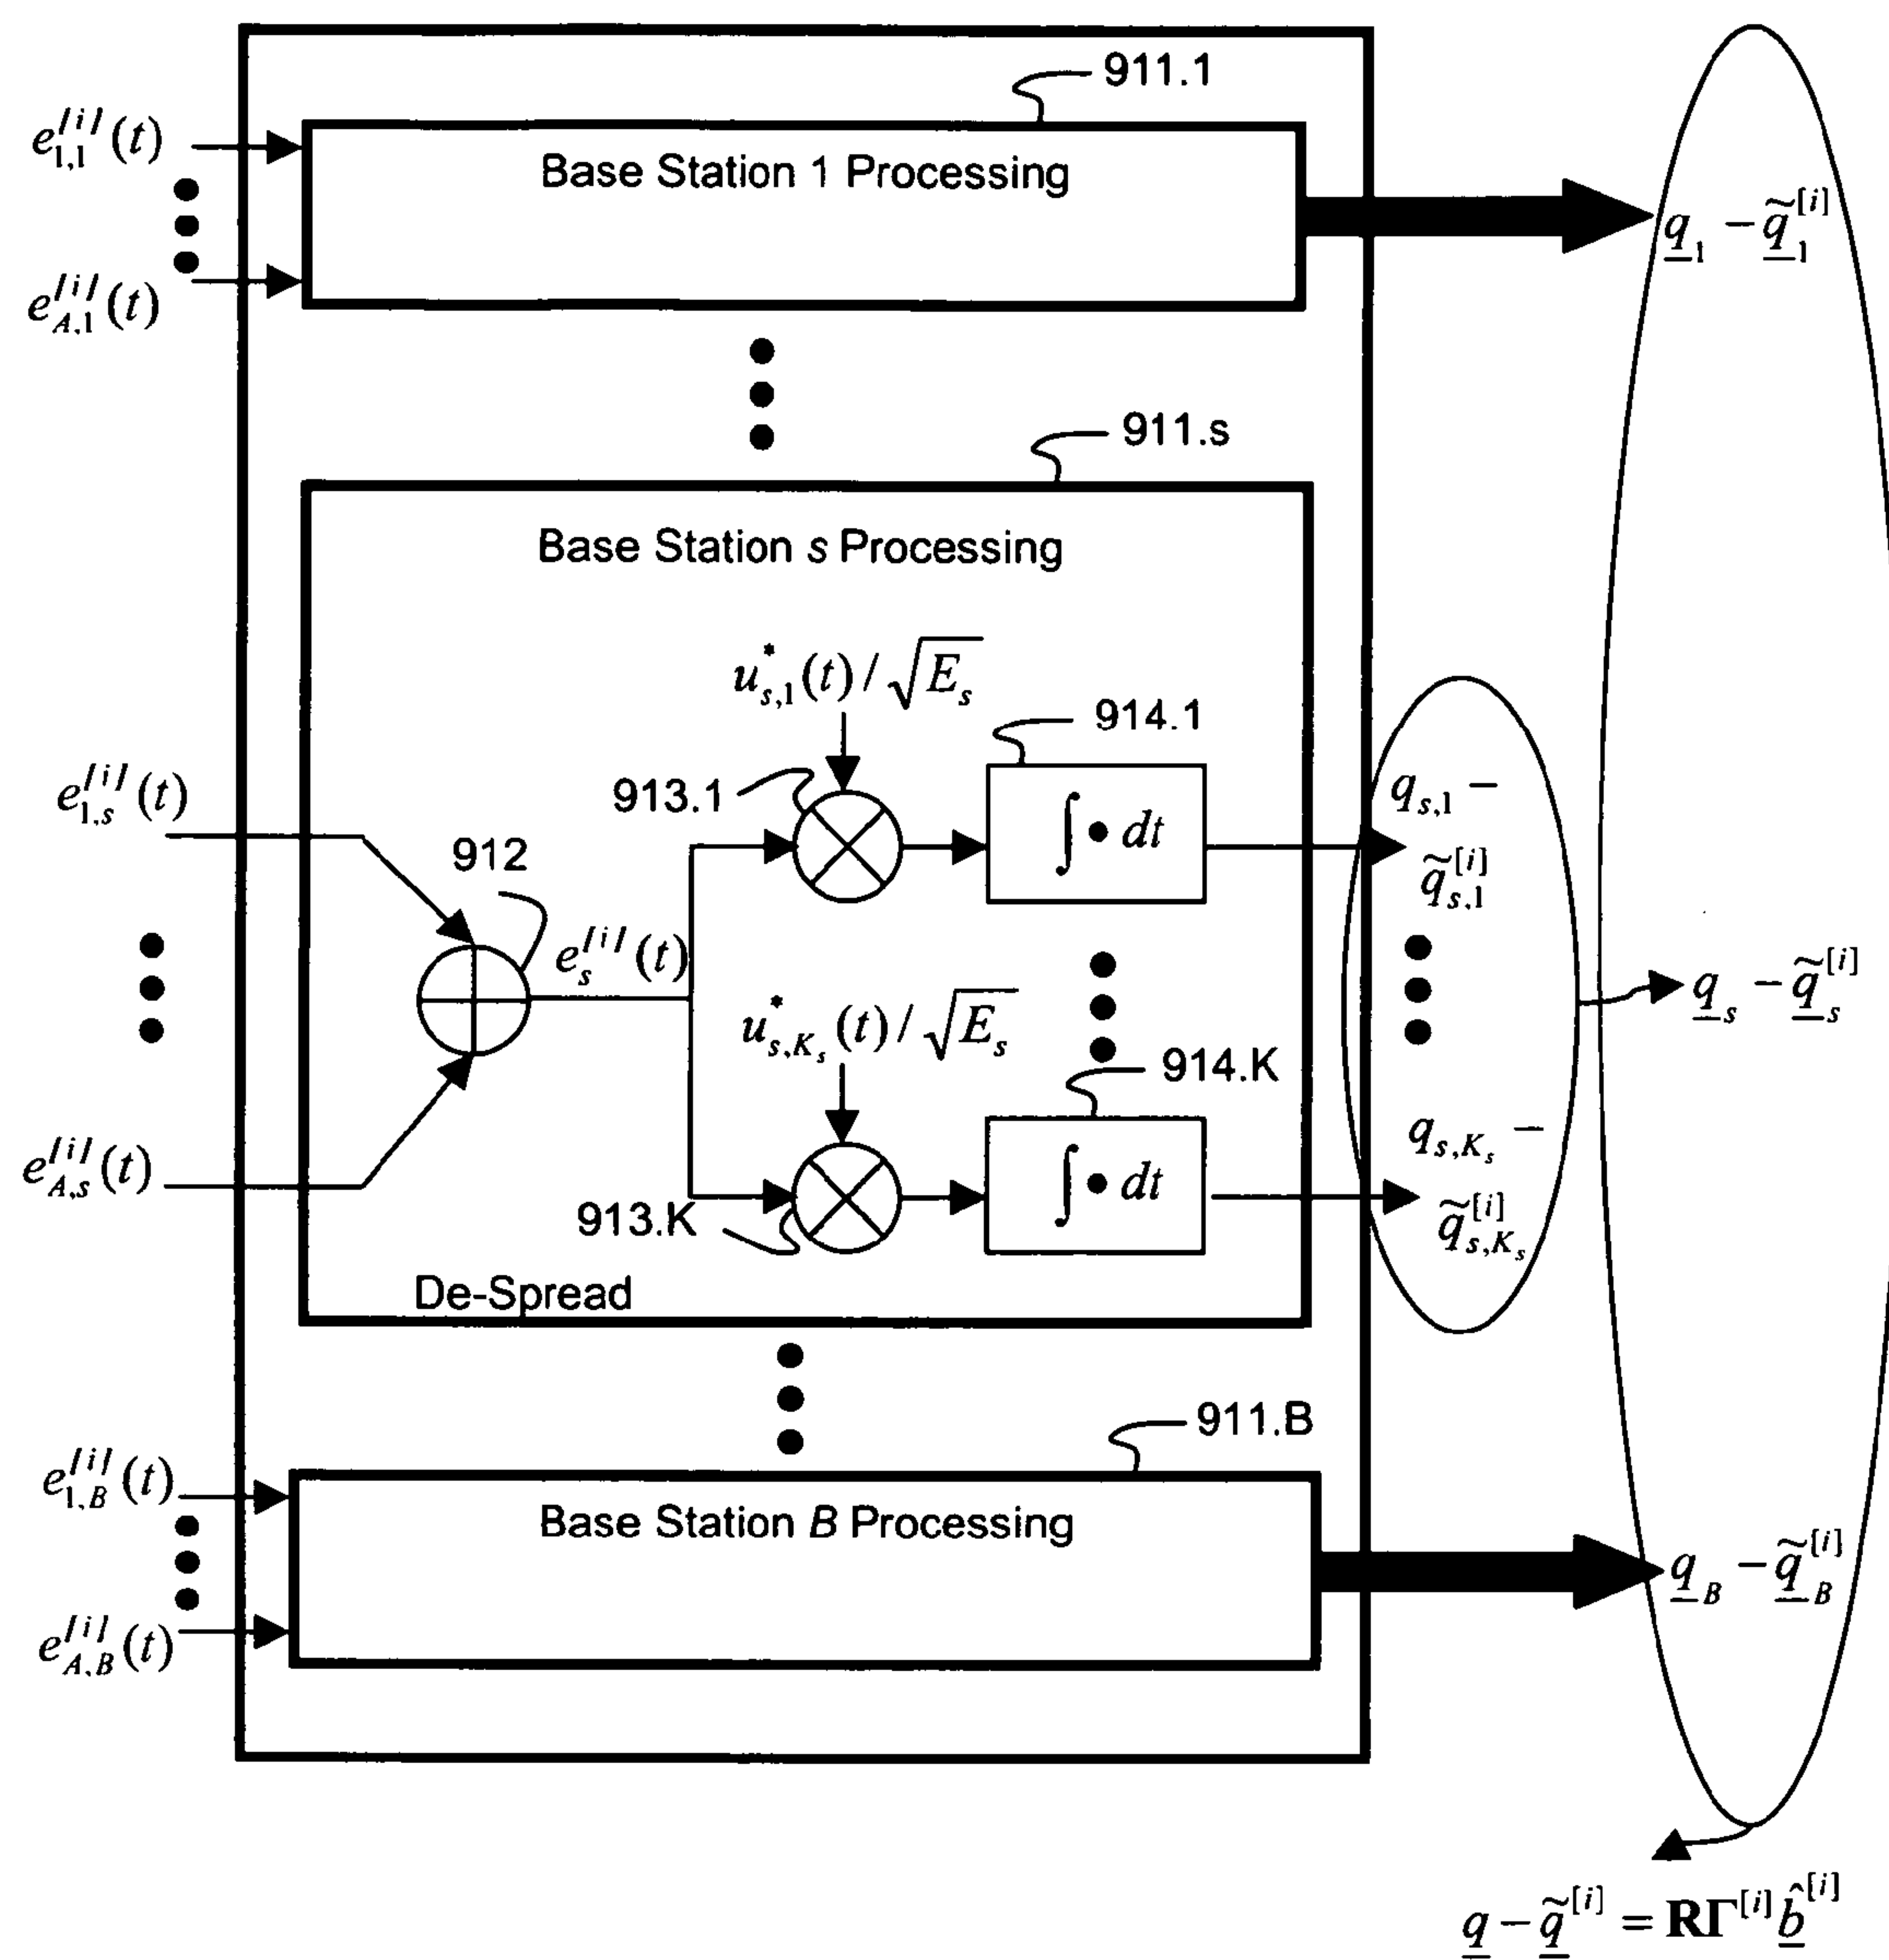 911.1
e_{1,1}^{[i]}(t)
Base Station 1 Processing
q_1 − q̃_1^{[i]}
e_{A,1}^{[i]}(t)
911.s
Base Station s Processing
u*_{s,1}(t) / √E_s
914.1
913.1
e_{1,s}^{[i]}(t)
∫ • dt
q_{s,1} −
q̃_{s,1}^{[i]}
912
e_s^{[i]}(t)
q_s − q̃_s^{[i]}
u*_{s,K_s}(t) / √E_s
914.K
e_{A,s}^{[i]}(t)
∫ • dt
q_{s,K_s} −
q̃_{s,K_s}^{[i]}
913.K
De-Spread
911.B
e_{1,B}^{[i]}(t)
Base Station B Processing
q_B − q̃_B^{[i]}
e_{A,B}^{[i]}(t)
q − q̃^{[i]} = RΓ^{[i]} b̂^{[i]}